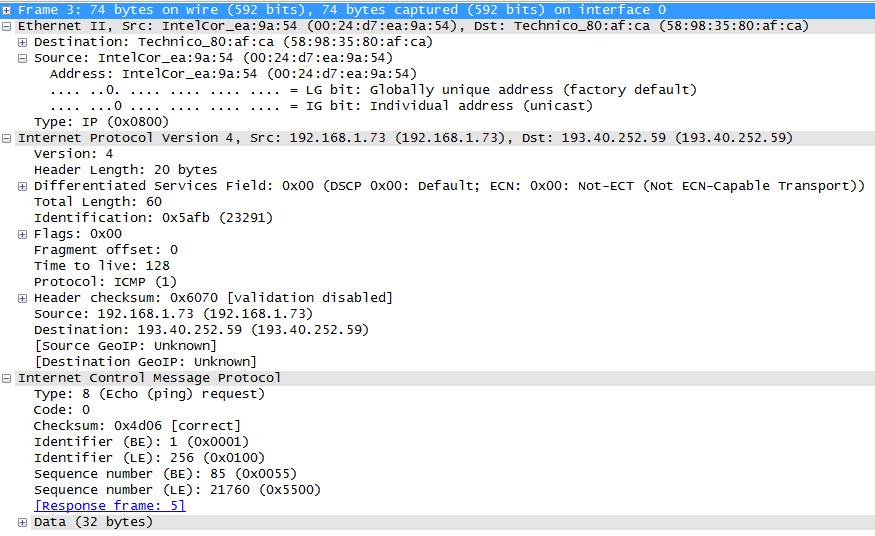 Frame 3: 74 bytes on wire (592 bits), 74 bytes captured (592 bits) on interface 0
Ethernet II, Src: IntelCor_ea:9a:54 (00:24:d7:ea:9a:54), Dst: Technico_80:af:ca (58:98:35:80:af:ca)
Destination: Technico_80:af:ca (58:98:35:80:af:ca)
Source: IntelCor_ea:9a:54 (00:24:d7:ea:9a:54)
Address: IntelCor_ea:9a:54 (00:24:d7:ea:9a:54)
.... ..0. .... .... .... .... = LG bit: Globally unique address (factory default)
.... ...0 .... .... .... .... = IG bit: Individual address (unicast)
Type: IP (0x0800)
Internet Protocol Version 4, Src: 192.168.1.73 (192.168.1.73), Dst: 193.40.252.59 (193.40.252.59)
Version: 4
Header Length: 20 bytes
Differentiated Services Field: 0x00 (DSCP 0x00: Default; ECN: 0x00: Not-ECT (Not ECN-Capable Transport))
Total Length: 60
Identification: 0x5afb (23291)
Flags: 0x00
Fragment offset: 0
Time to live: 128
Protocol: ICMP (1)
Header checksum: 0x6070 [validation disabled]
Source: 192.168.1.73 (192.168.1.73)
Destination: 193.40.252.59 (193.40.252.59)
[Source GeoIP: Unknown]
[Destination GeoIP: Unknown]
Internet Control Message Protocol
Type: 8 (Echo (ping) request)
Code: 0
Checksum: 0x4d06 [correct]
Identifier (BE): 1 (0x0001)
Identifier (LE): 256 (0x0100)
Sequence number (BE): 85 (0x0055)
Sequence number (LE): 21760 (0x5500)
[Response frame: 5]
Data (32 bytes)